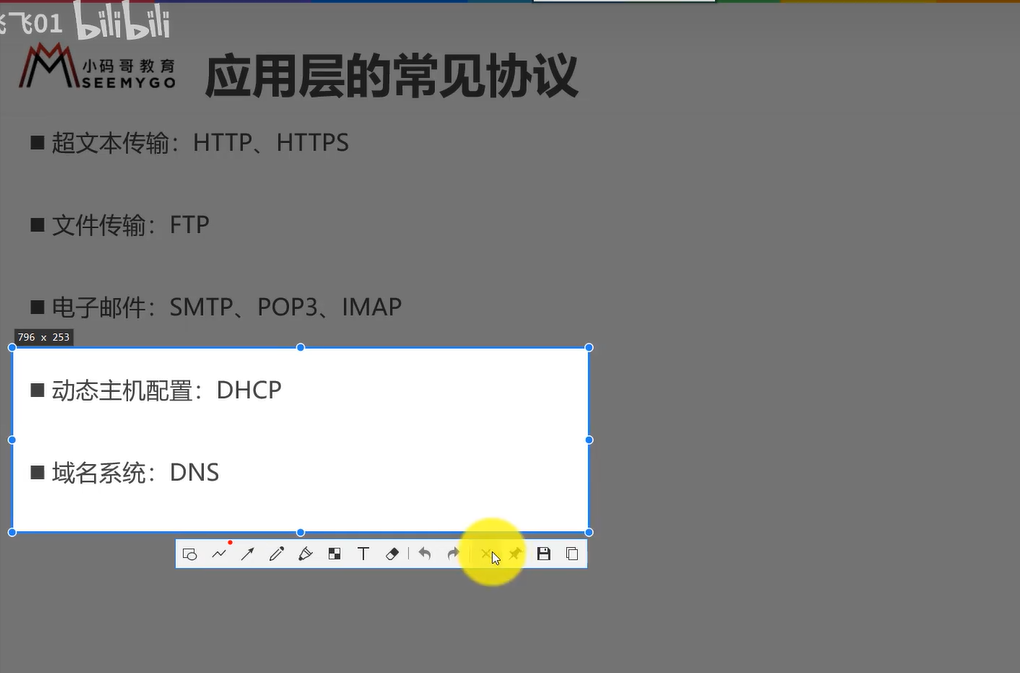 飞01 bilibili
小码哥教育
SEEMYGO
应用层的常见协议
■ 超文本传输：HTTP、HTTPS
■ 文件传输：FTP
■ 电子邮件：SMTP、POP3、IMAP
796 x 253
■ 动态主机配置：DHCP
■ 域名系统：DNS
T